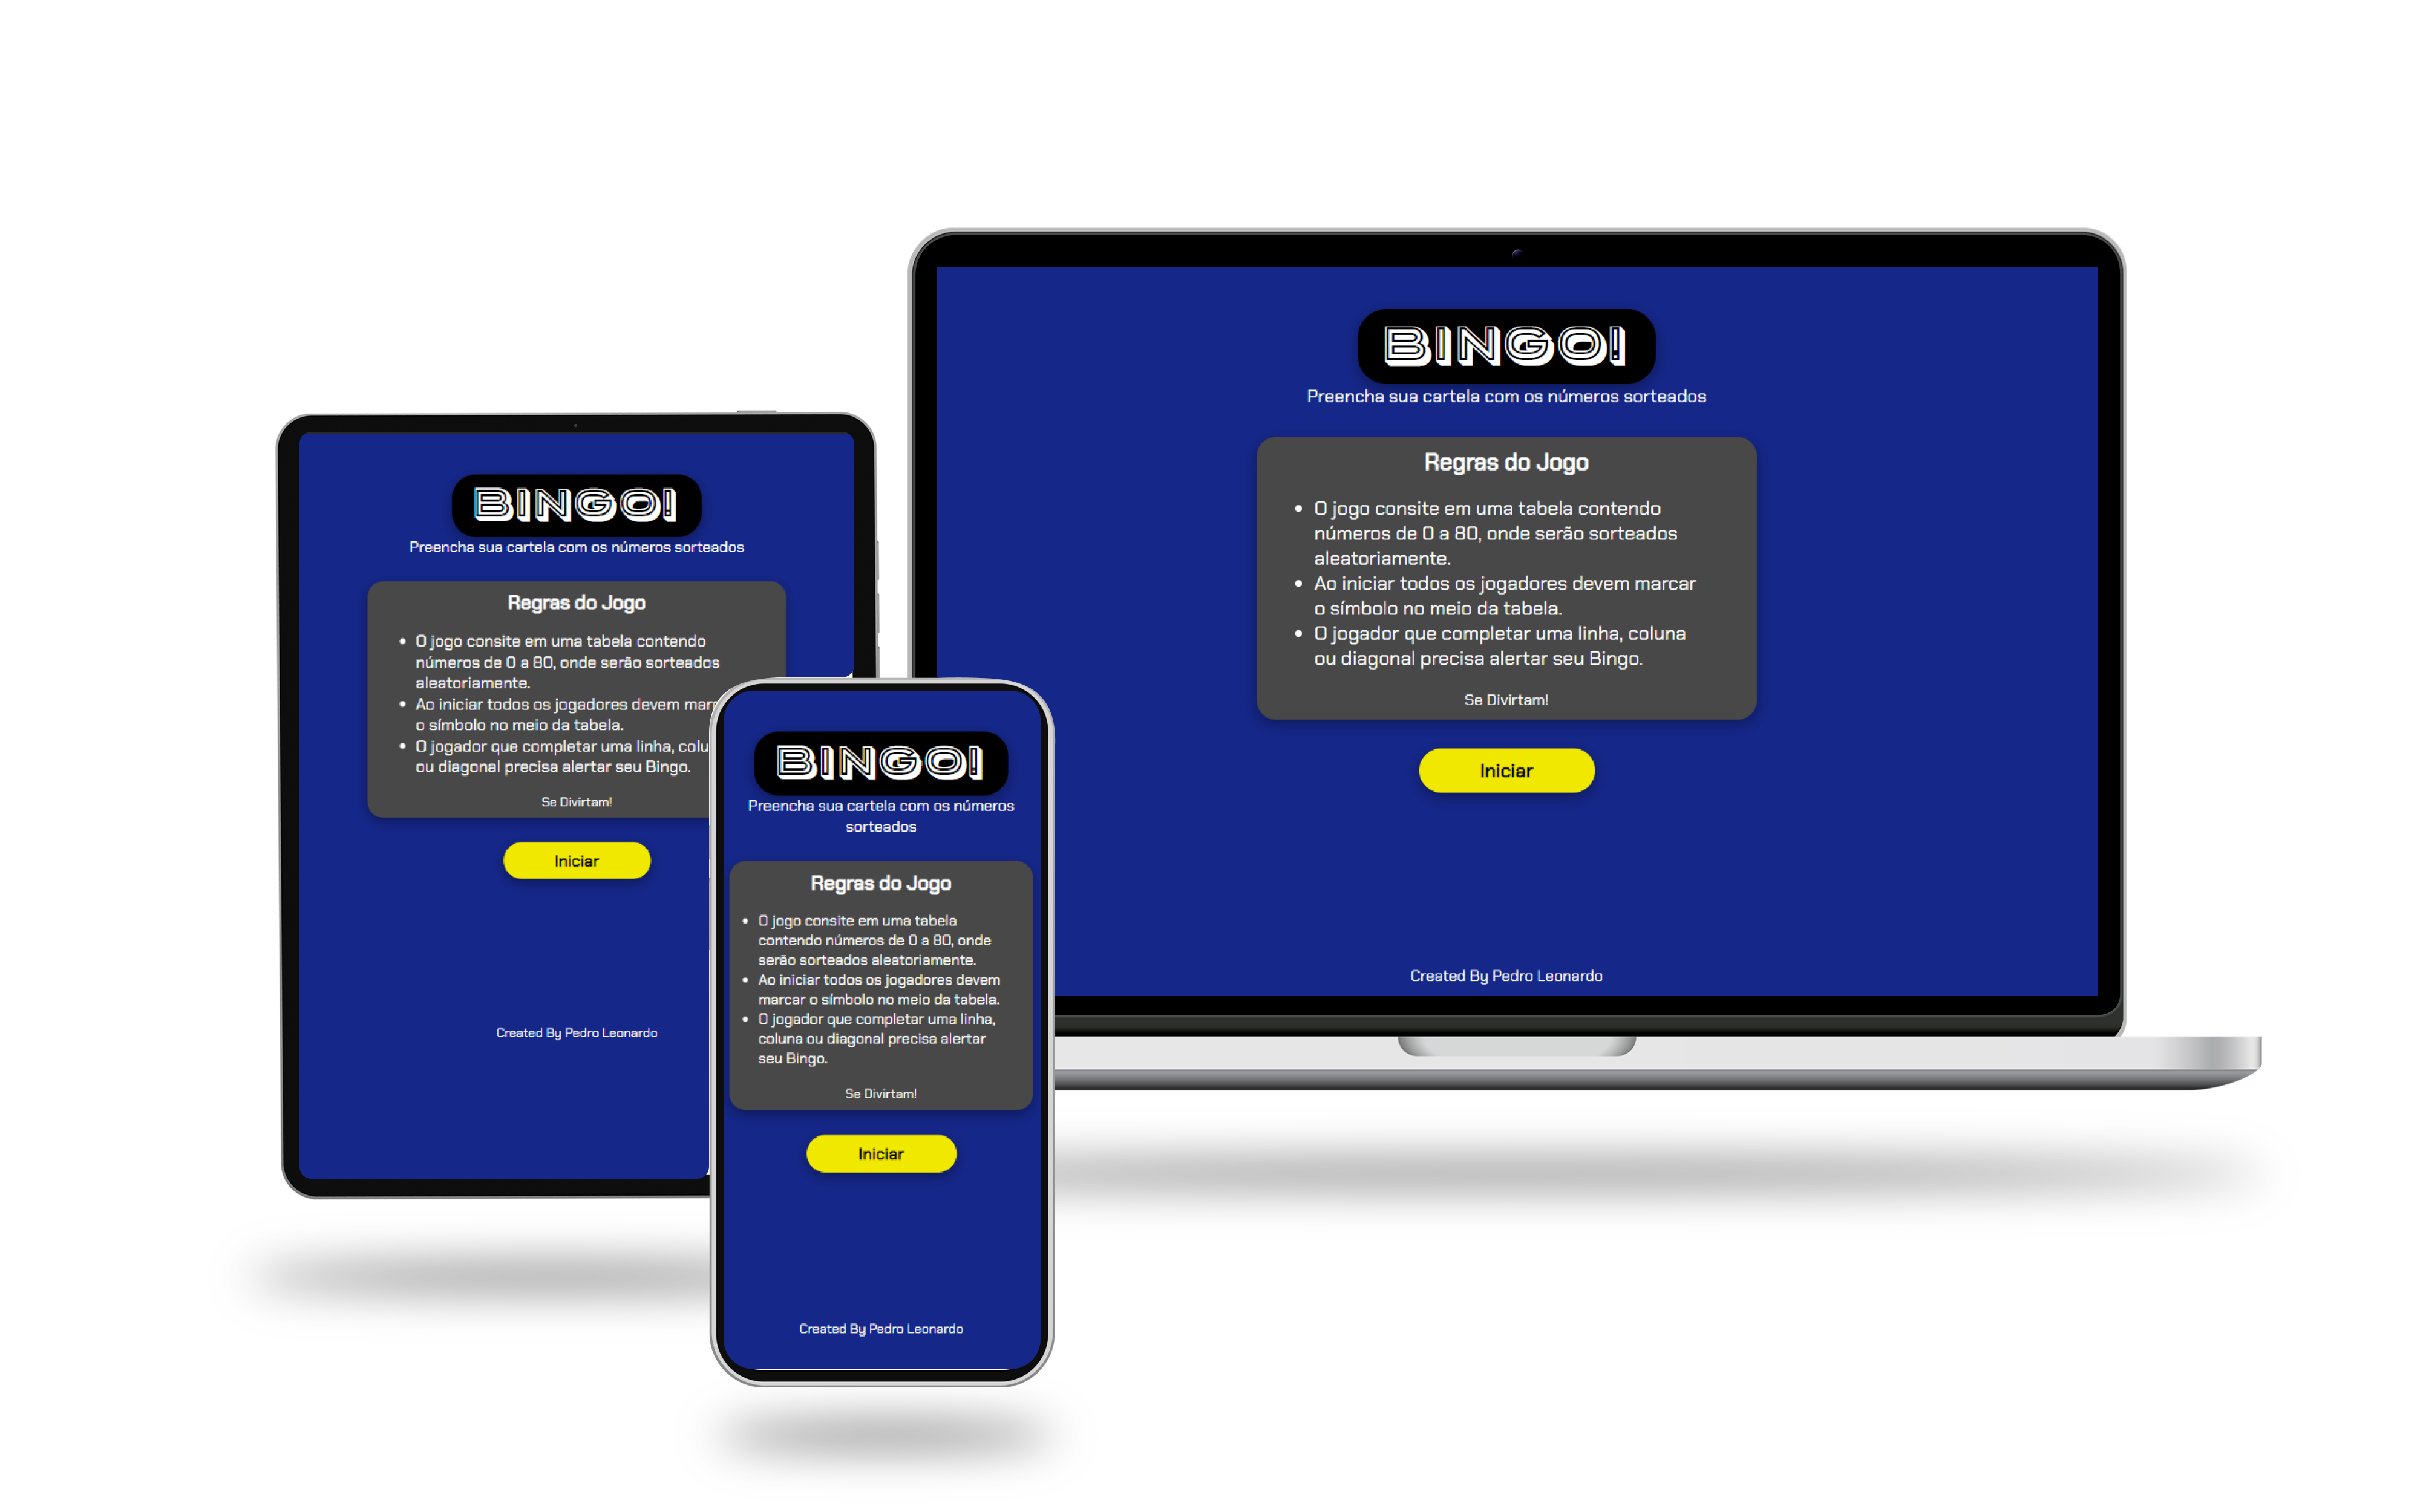 BINGO!
Preencha sua cartela com os números sorteados
Regras do Jogo
O jogo consite em uma tabela contendo
números de 0 a 80, onde serão sorteados
aleatoriamente.
Ao iniciar todos os jogadores devem marcar
o símbolo no meio da tabela.
O jogador que completar uma linha, coluna
ou diagonal precisa alertar seu Bingo.
Se Divirtam!
Iniciar
Created By Pedro Leonardo
BINGO!
Preencha sua cartela com os números sorteados
Regras do Jogo
O jogo consite em uma tabela contendo
números de 0 a 80, onde serão sorteados
aleatoriamente.
Ao iniciar todos os jogadores devem
o símbolo no meio da tabela.
O jogador que completar uma linha,
ou diagonal precisa alertar seu Bingo.
Se Divirtam!
Iniciar
Created By Pedro Leonardo
BINGO!
Preencha sua cartela com os números
sorteados
Regras do Jogo
O jogo consite em uma tabela
contendo números de 0 a 80, onde
serão sorteados aleatoriamente.
Ao iniciar todos os jogadores devem
marcar o símbolo no meio da tabela.
O jogador que completar uma linha,
coluna ou diagonal precisa alertar
seu Bingo.
Se Divirtam!
Iniciar
Created By Pedro Leonardo